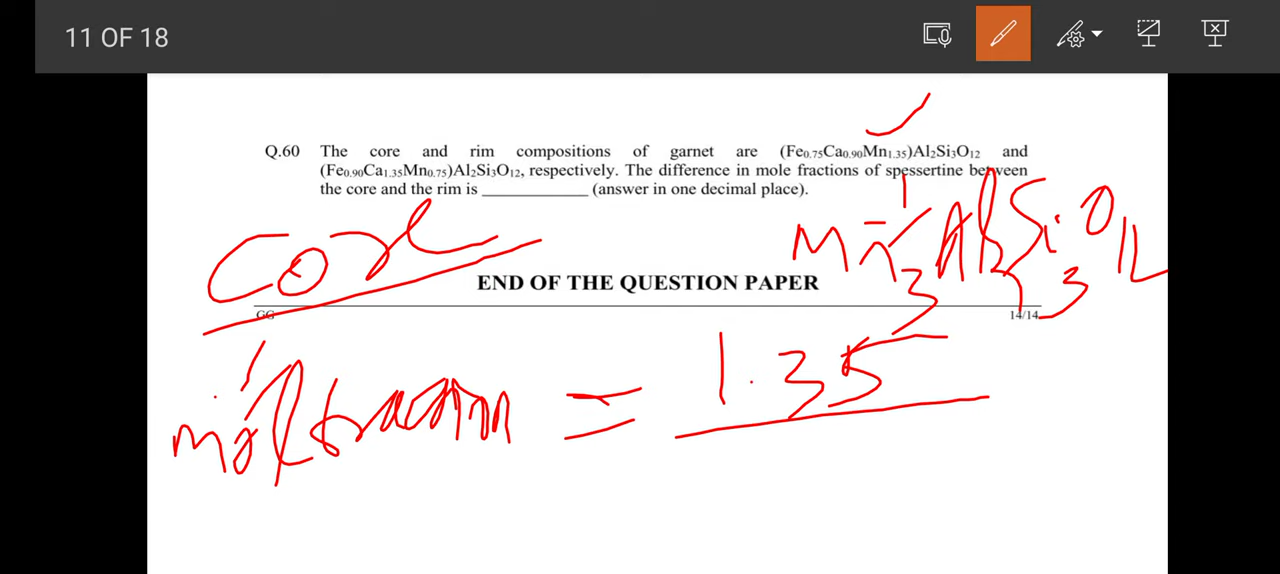 11 OF 18
Q.60 The core and rim compositions of garnet are (Fe0.75Ca0.90Mn1.35)Al2Si3O12 and
(Fe0.90Ca1.35Mn0.75)Al2Si3O12, respectively. The difference in mole fractions of spessertine between
the core and the rim is ____________ (answer in one decimal place).
Core
Mn3Al2Si3O12
END OF THE QUESTION PAPER
GG 14/14
mole fraction = 1.35